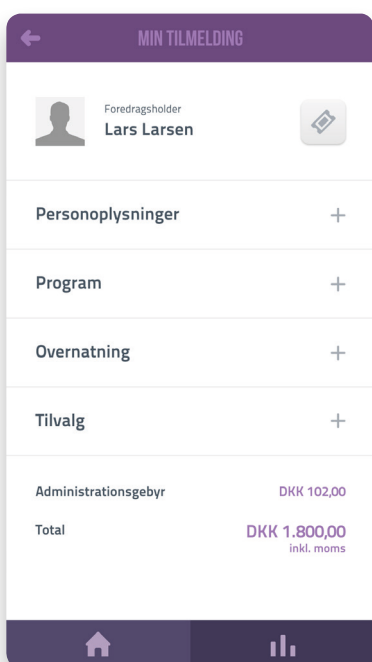 MIN TILMELDING
Foredragsholder
Lars Larsen
Personoplysninger
Program
Overnatning
Tilvalg
Administrationsgebyr DKK 102,00
Total DKK 1.800,00
inkl. moms